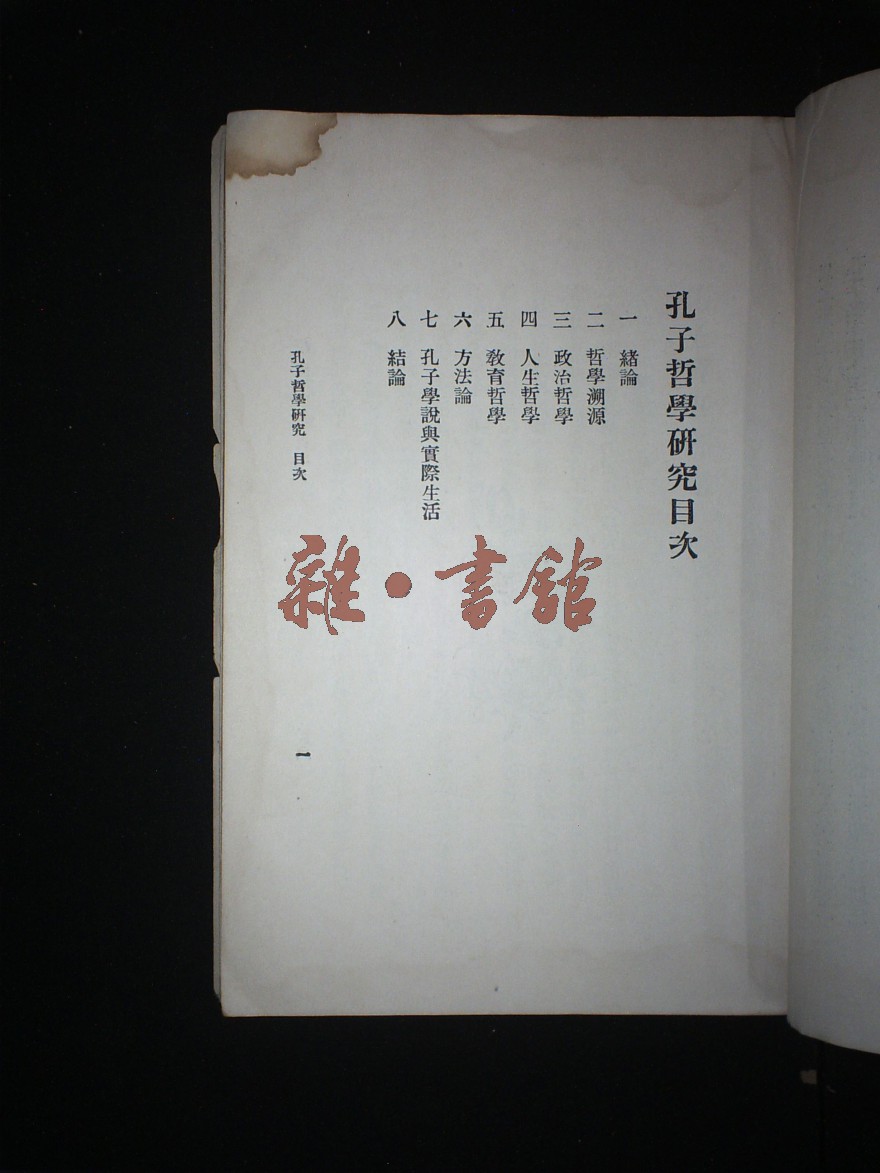 孔子哲學研究目次
一 緒論
二 哲學溯源
三 政治哲學
四 人生哲學
五 教育哲學
六 方法論
七 孔子學說與實際生活
八 結論
孔子哲學研究 目次
一
雜·書館